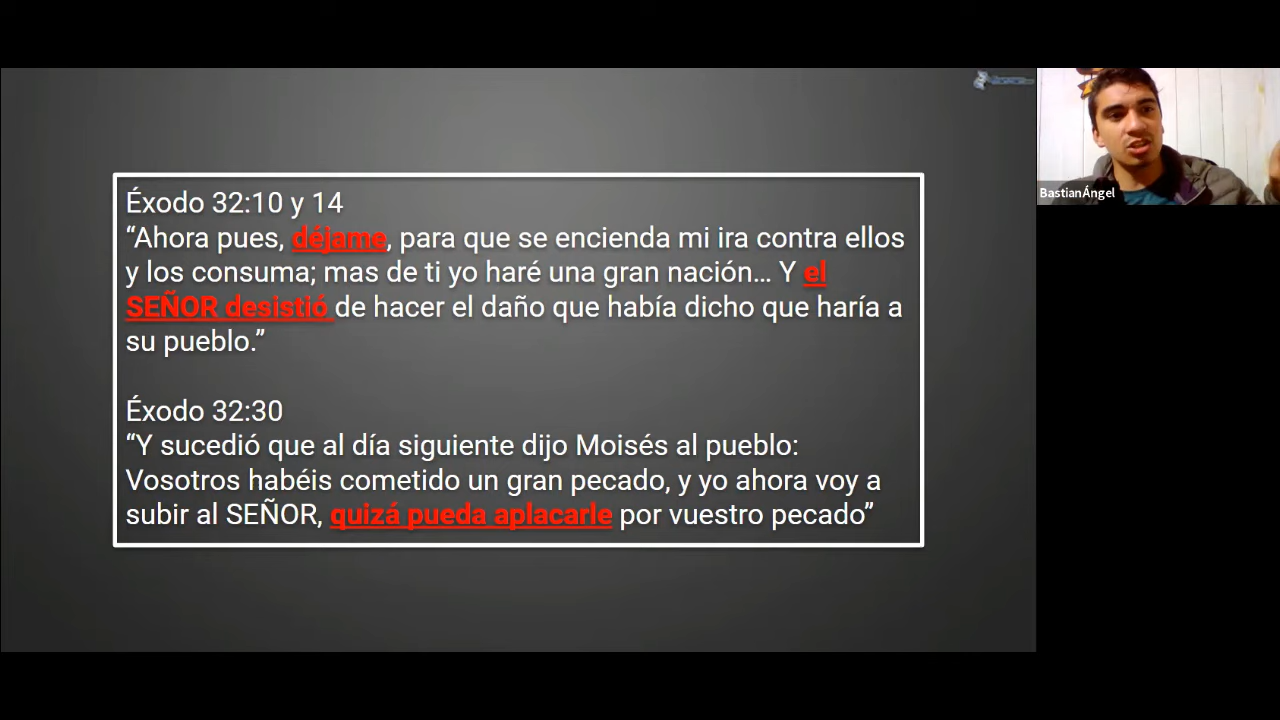 Éxodo 32:10 y 14
“Ahora pues, déjame, para que se encienda mi ira contra ellos
y los consuma; mas de ti yo haré una gran nación… Y el
SEÑOR desistió de hacer el daño que había dicho que haría a
su pueblo.”
Éxodo 32:30
“Y sucedió que al día siguiente dijo Moisés al pueblo:
Vosotros habéis cometido un gran pecado, y yo ahora voy a
subir al SEÑOR, quizá pueda aplacarle por vuestro pecado”
BastianÁngel